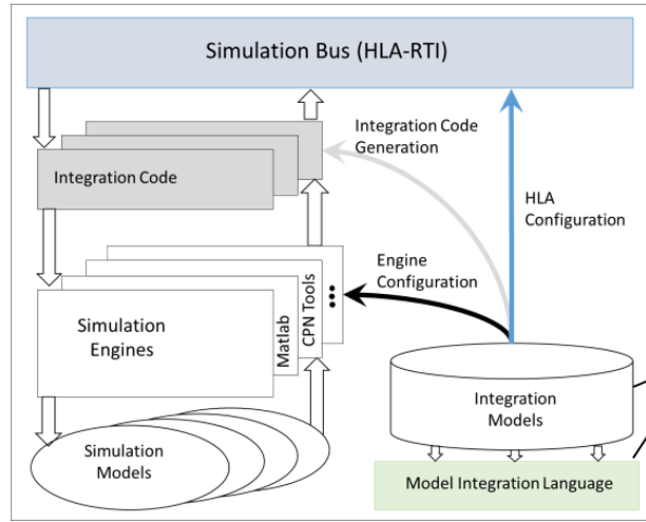 Simulation Bus (HLA-RTI)
Integration Code
Generation
Integration Code
HLA
Configuration
Engine
Configuration
Simulation
Engines
Matlab
CPN Tools
...
Integration
Models
Simulation
Models
Model Integration Language